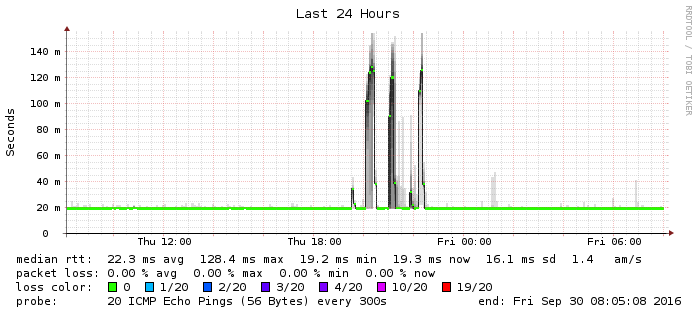 Last 24 Hours
RRDTOOL / TOBI OETIKER
Seconds
140 m
120 m
100 m
80 m
60 m
40 m
20 m
0
Thu 12:00 Thu 18:00 Fri 00:00 Fri 06:00
median rtt: 22.3 ms avg 128.4 ms max 19.2 ms min 19.3 ms now 16.1 ms sd 1.4 am/s
packet loss: 0.00 % avg 0.00 % max 0.00 % min 0.00 % now
loss color: 0 1/20 2/20 3/20 4/20 10/20 19/20
probe: 20 ICMP Echo Pings (56 Bytes) every 300s end: Fri Sep 30 08:05:08 2016